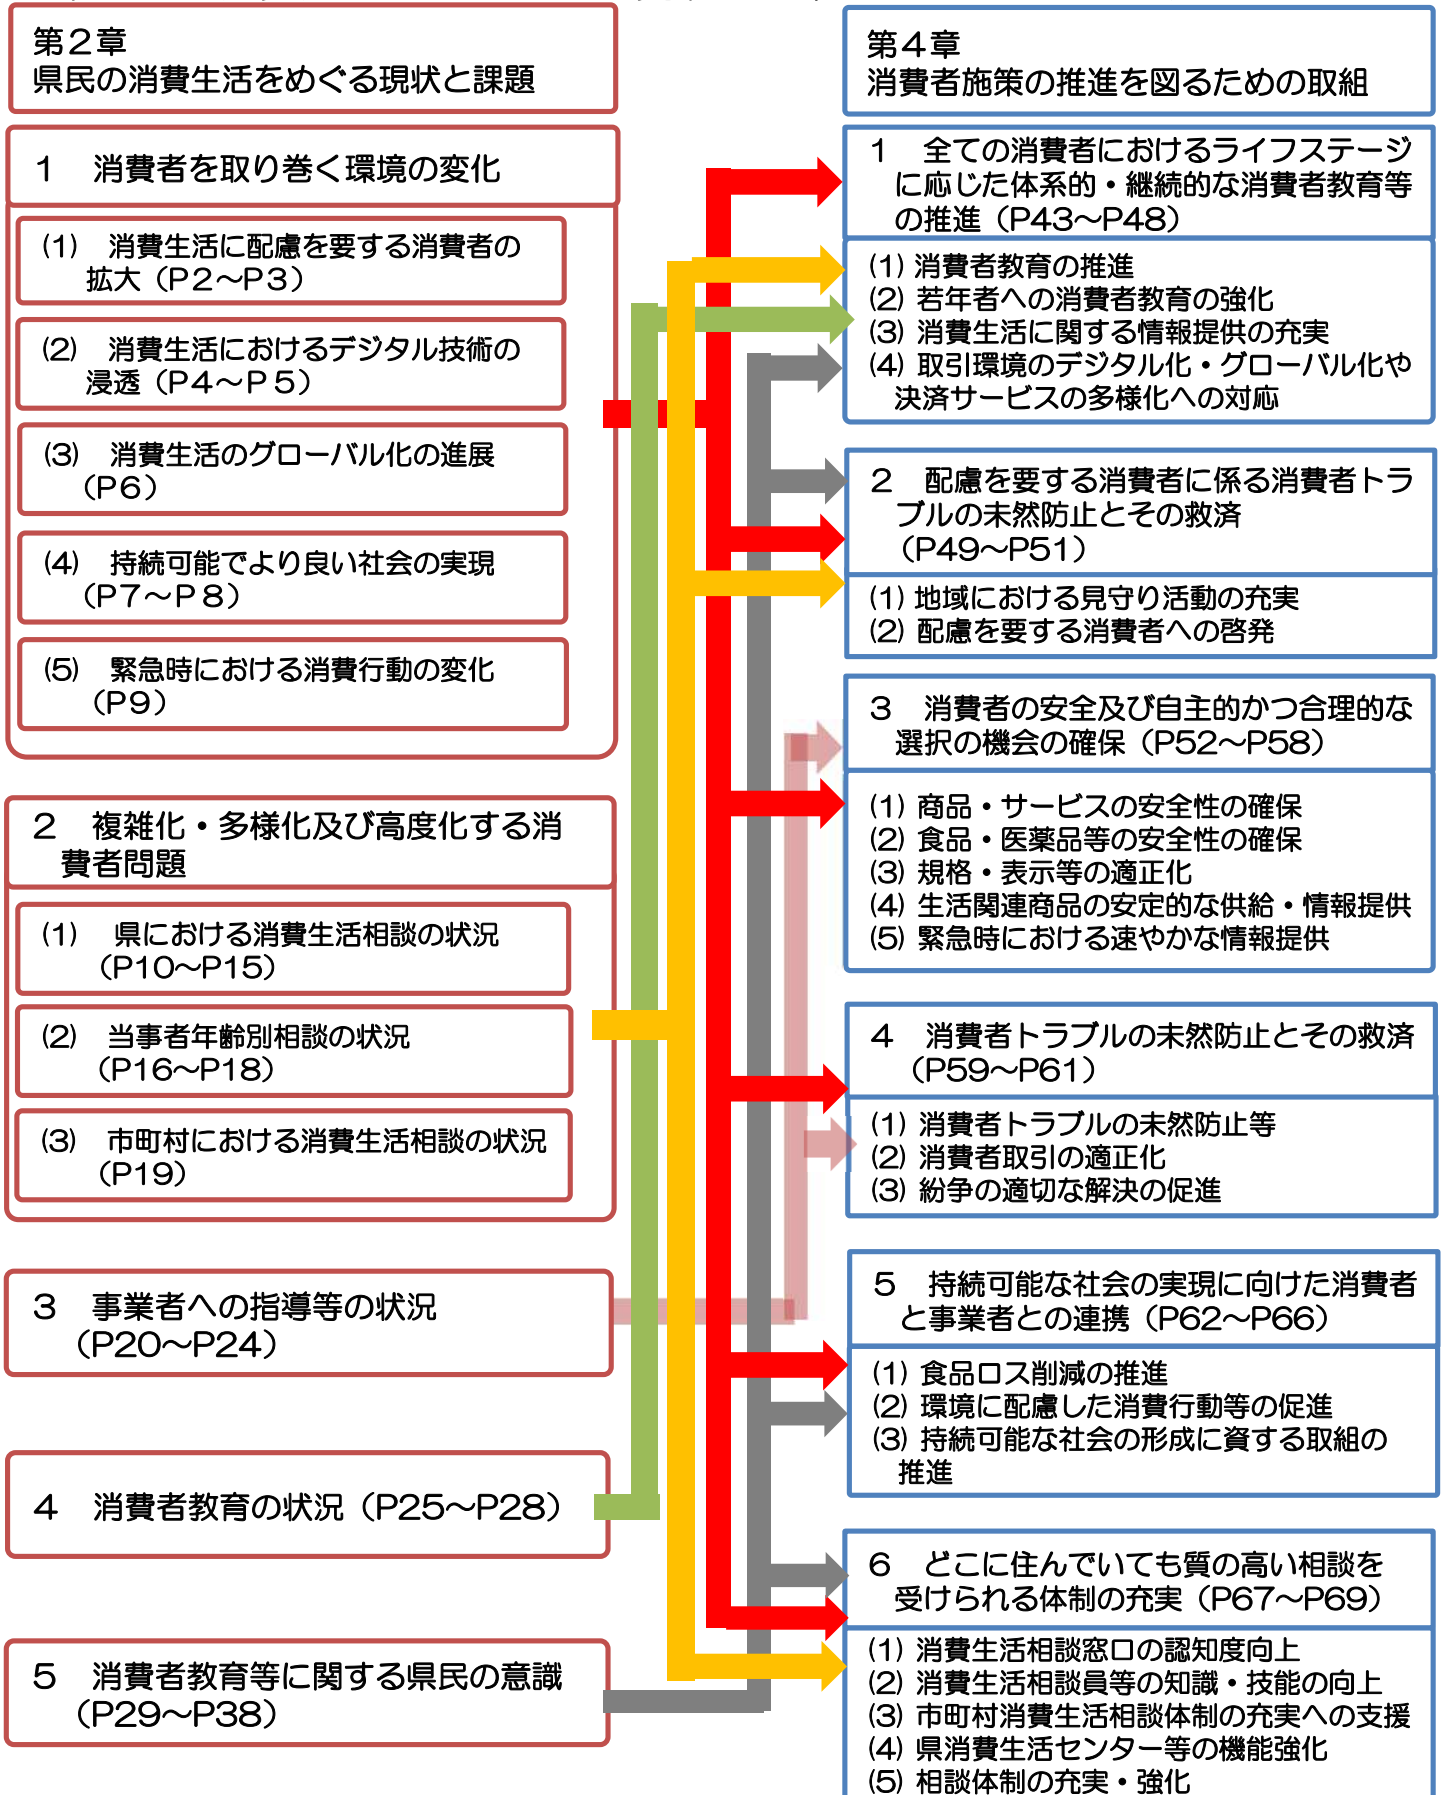 第２章
県民の消費生活をめぐる現状と課題
１　消費者を取り巻く環境の変化
(1)　消費生活に配慮を要する消費者の
拡大（P2～P3）
(2)　消費生活におけるデジタル技術の
浸透（P4～P５）
(3)　消費生活のグローバル化の進展
（P6）
(4)　持続可能でより良い社会の実現
（P7～P８）
(5)　緊急時における消費行動の変化
（P9）
２　複雑化・多様化及び高度化する消
費者問題
(1)　県における消費生活相談の状況
（P10～P15）
(2)　当事者年齢別相談の状況
（P16～P18）
(3)　市町村における消費生活相談の状況
（P19）
３　事業者への指導等の状況
（P20～P24）
４　消費者教育の状況（P25～P28）
５　消費者教育等に関する県民の意識
（P29～P38）
第４章
消費者施策の推進を図るための取組
１　全ての消費者におけるライフステージ
に応じた体系的・継続的な消費者教育等
の推進（P43～P48）
(1) 消費者教育の推進
(2) 若年者への消費者教育の強化
(3) 消費生活に関する情報提供の充実
(4) 取引環境のデジタル化・グローバル化や
決済サービスの多様化への対応
２　配慮を要する消費者に係る消費者トラ
ブルの未然防止とその救済
（P49～P51）
(1) 地域における見守り活動の充実
(2) 配慮を要する消費者への啓発
３　消費者の安全及び自主的かつ合理的な
選択の機会の確保（P52～P58）
(1) 商品・サービスの安全性の確保
(2) 食品・医薬品等の安全性の確保
(3) 規格・表示等の適正化
(4) 生活関連商品の安定的な供給・情報提供
(5) 緊急時における速やかな情報提供
４　消費者トラブルの未然防止とその救済
（P59～P61）
(1) 消費者トラブルの未然防止等
(2) 消費者取引の適正化
(3) 紛争の適切な解決の促進
５　持続可能な社会の実現に向けた消費者
と事業者との連携（P62～P66）
(1) 食品ロス削減の推進
(2) 環境に配慮した消費行動等の促進
(3) 持続可能な社会の形成に資する取組の
推進
６　どこに住んでいても質の高い相談を
受けられる体制の充実（P67～P69）
(1) 消費生活相談窓口の認知度向上
(2) 消費生活相談員等の知識・技能の向上
(3) 市町村消費生活相談体制の充実への支援
(4) 県消費生活センター等の機能強化
(5) 相談体制の充実・強化